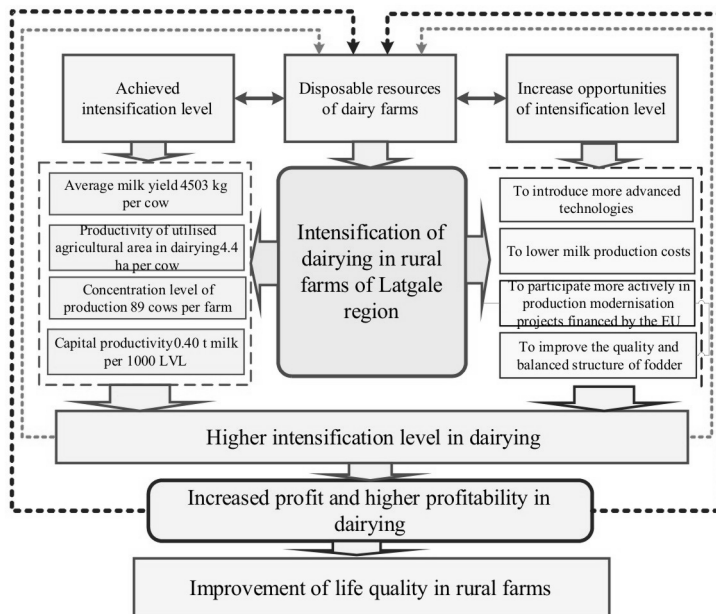 Achieved
intensification level
Disposable resources
of dairy farms
Increase opportunities
of intensification level
Average milk yield 4503 kg
per cow
Productivity of utilised
agricultural area in dairying4.4
ha per cow
Concentration level of
production 89 cows per farm
Capital productivity0.40 t milk
per 1000 LVL
Intensification of
dairying in rural
farms of Latgale
region
To introduce more advanced
technologies
To lower milk production costs
To participate more actively in
production modernisation
projects financed by the EU
To improve the quality and
balanced structure of fodder
Higher intensification level in dairying
Increased profit and higher profitability in
dairying
Improvement of life quality in rural farms